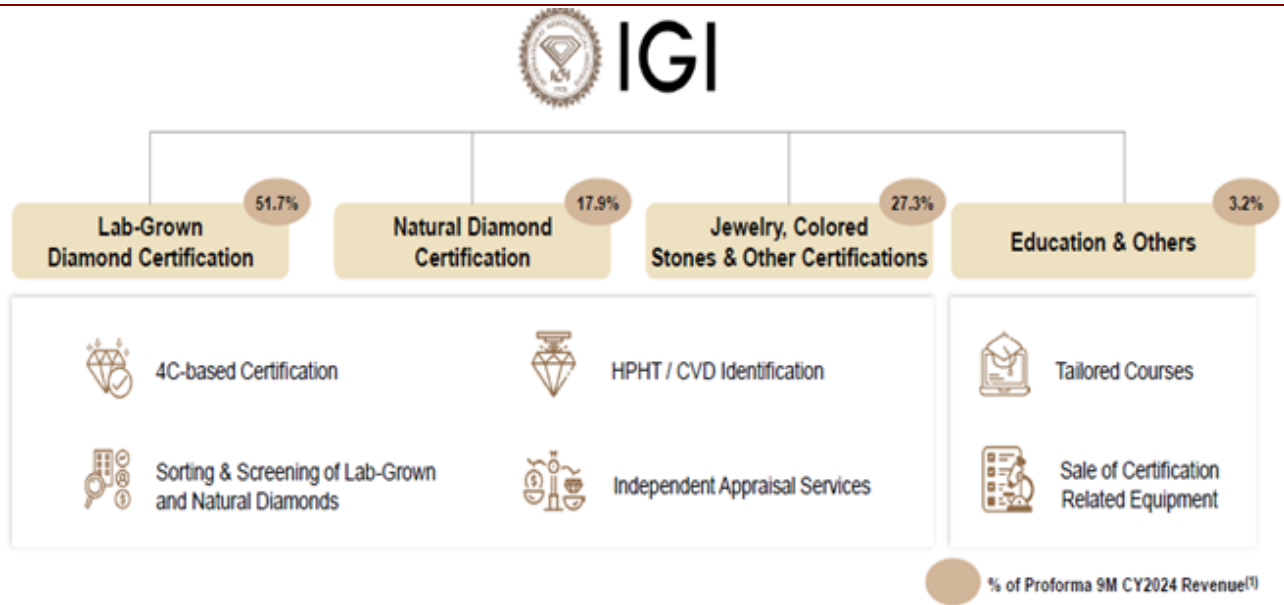 IGI
51.7%
17.9%
27.3%
3.2%
Lab-Grown
Diamond Certification
Natural Diamond
Certification
Jewelry, Colored
Stones & Other Certifications
Education & Others
4C-based Certification
HPHT / CVD Identification
Tailored Courses
Sorting & Screening of Lab-Grown
and Natural Diamonds
Independent Appraisal Services
Sale of Certification
Related Equipment
% of Proforma 9M CY2024 Revenue(1)